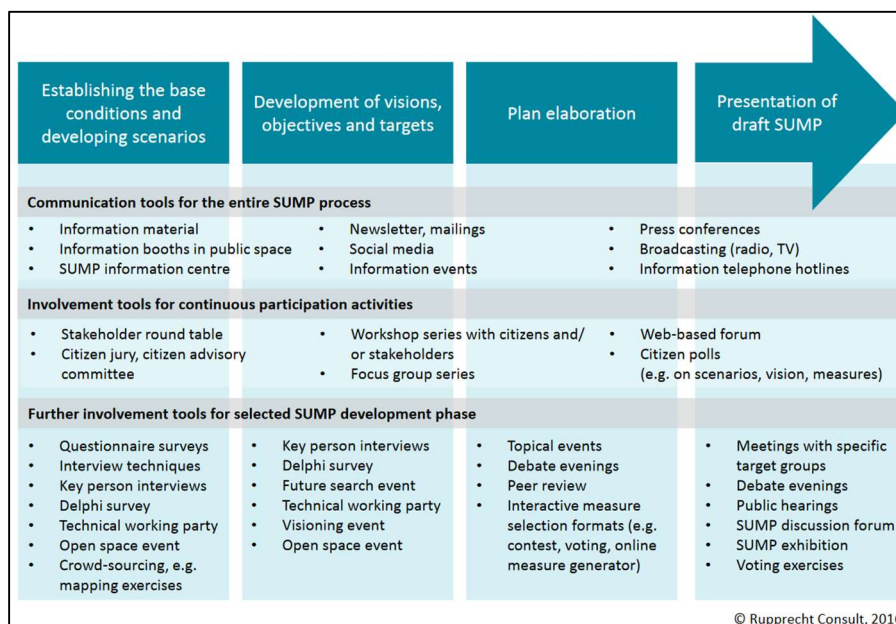 Establishing the base
conditions and
developing scenarios
Development of visions,
objectives and targets
Plan elaboration
Presentation of
draft SUMP
Communication tools for the entire SUMP process
• Information material
• Information booths in public space
• SUMP information centre
• Newsletter, mailings
• Social media
• Information events
• Press conferences
• Broadcasting (radio, TV)
• Information telephone hotlines
Involvement tools for continuous participation activities
• Stakeholder round table
• Citizen jury, citizen advisory
committee
• Workshop series with citizens and/
or stakeholders
• Focus group series
• Web-based forum
• Citizen polls
(e.g. on scenarios, vision, measures)
Further involvement tools for selected SUMP development phase
• Questionnaire surveys
• Interview techniques
• Key person interviews
• Delphi survey
• Technical working party
• Open space event
• Crowd-sourcing, e.g.
mapping exercises
• Key person interviews
• Delphi survey
• Future search event
• Technical working party
• Visioning event
• Open space event
• Topical events
• Debate evenings
• Peer review
• Interactive measure
selection formats (e.g.
contest, voting, online
measure generator)
• Meetings with specific
target groups
• Debate evenings
• Public hearings
• SUMP discussion forum
• SUMP exhibition
• Voting exercises
© Rupprecht Consult, 2016